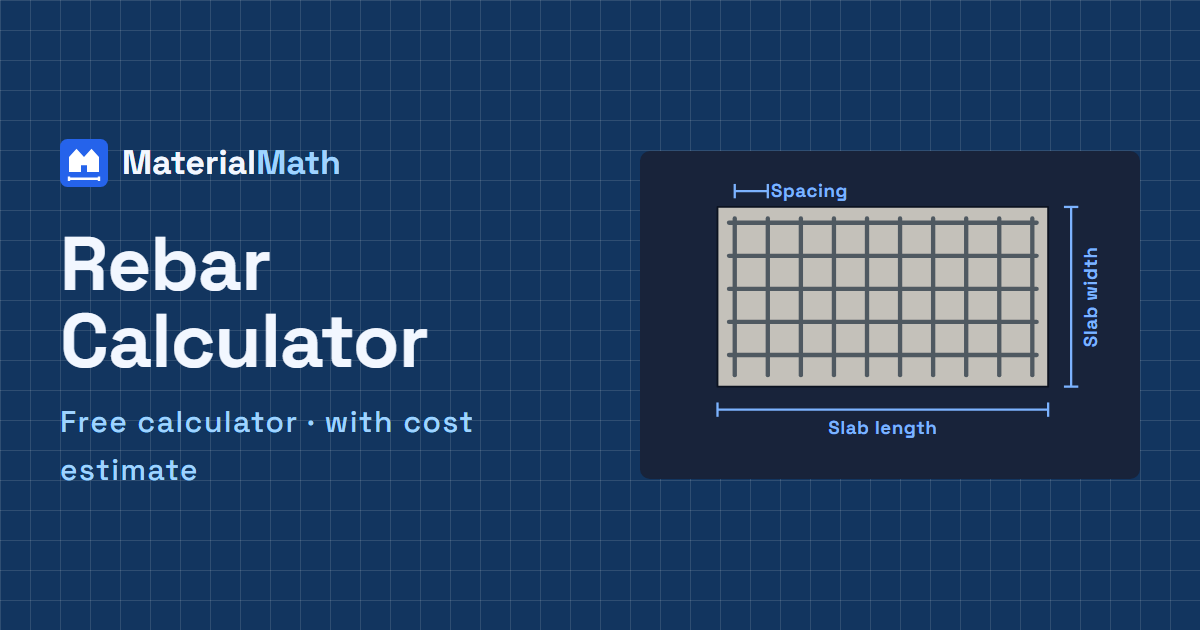 MaterialMath
Rebar
Calculator
Free calculator · with cost
estimate
Spacing
Slab width
Slab length